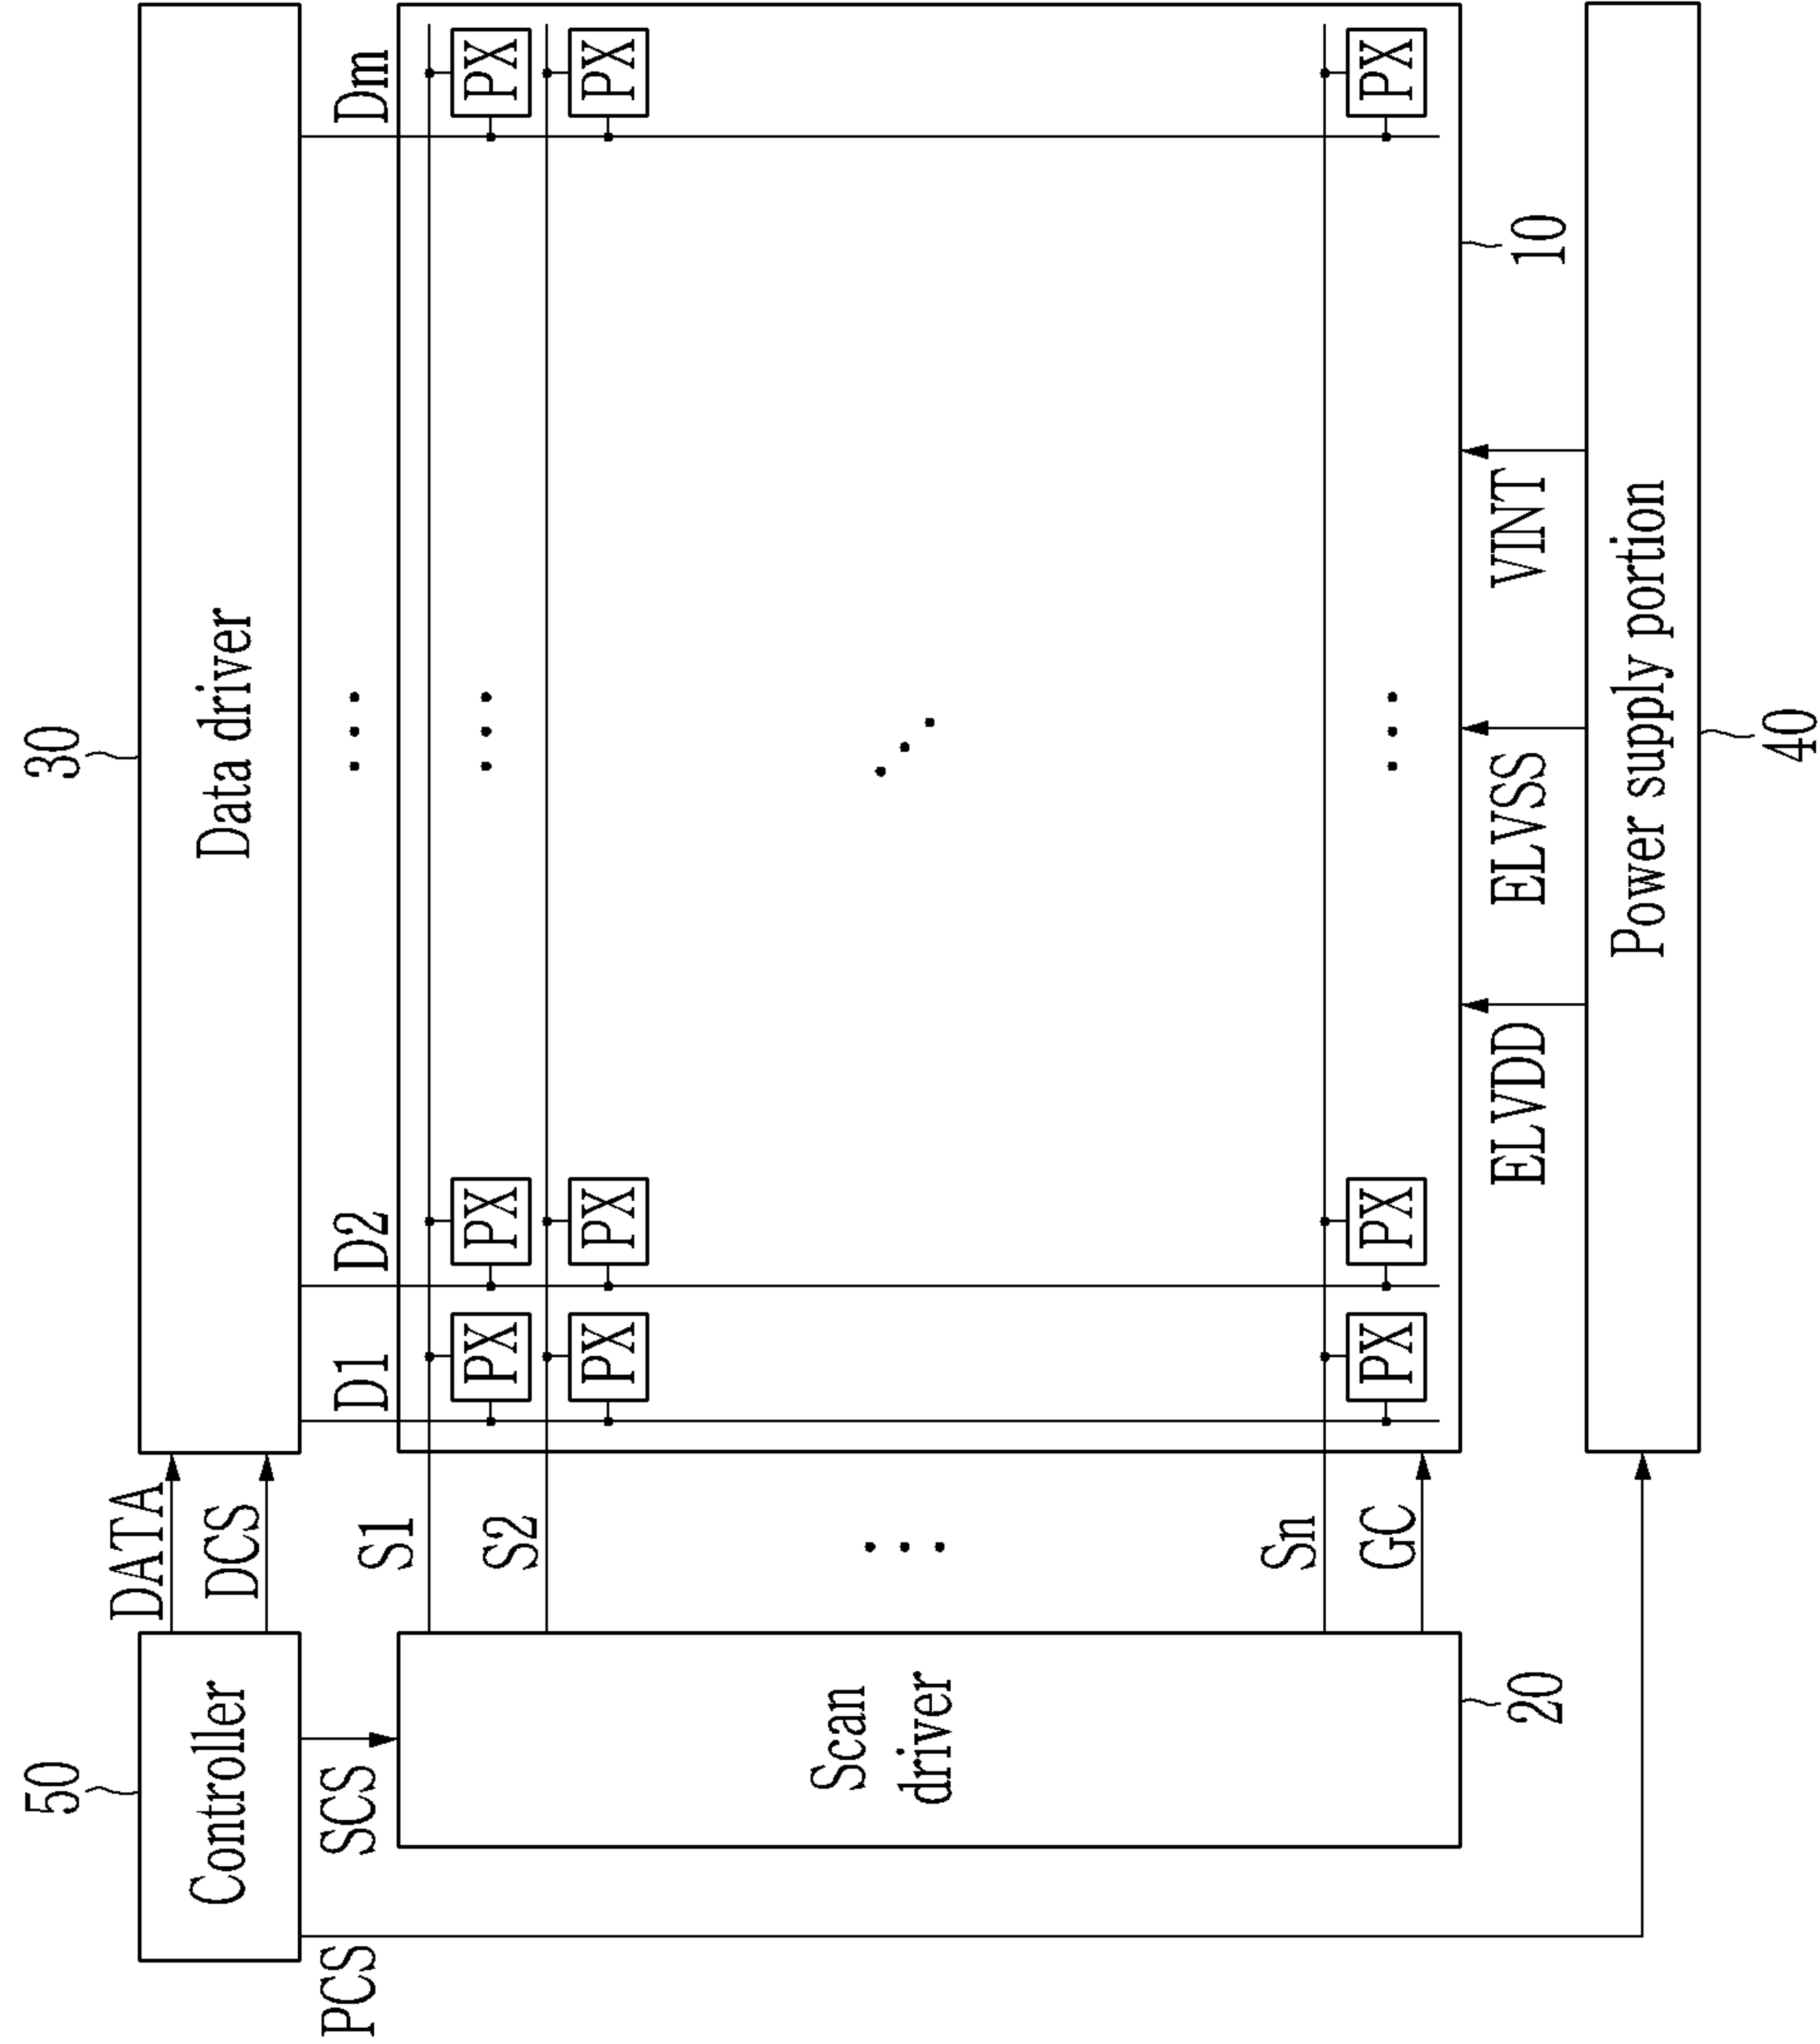 50
30
Controller
DATA
DCS
Data driver
PCS
SCS
D1
D2
Dm
S1
PX
PX
PX
S2
PX
PX
PX
Scan
driver
Sn
PX
PX
PX
GC
20
ELVDD
ELVSS
VINT
10
Power supply portion
40